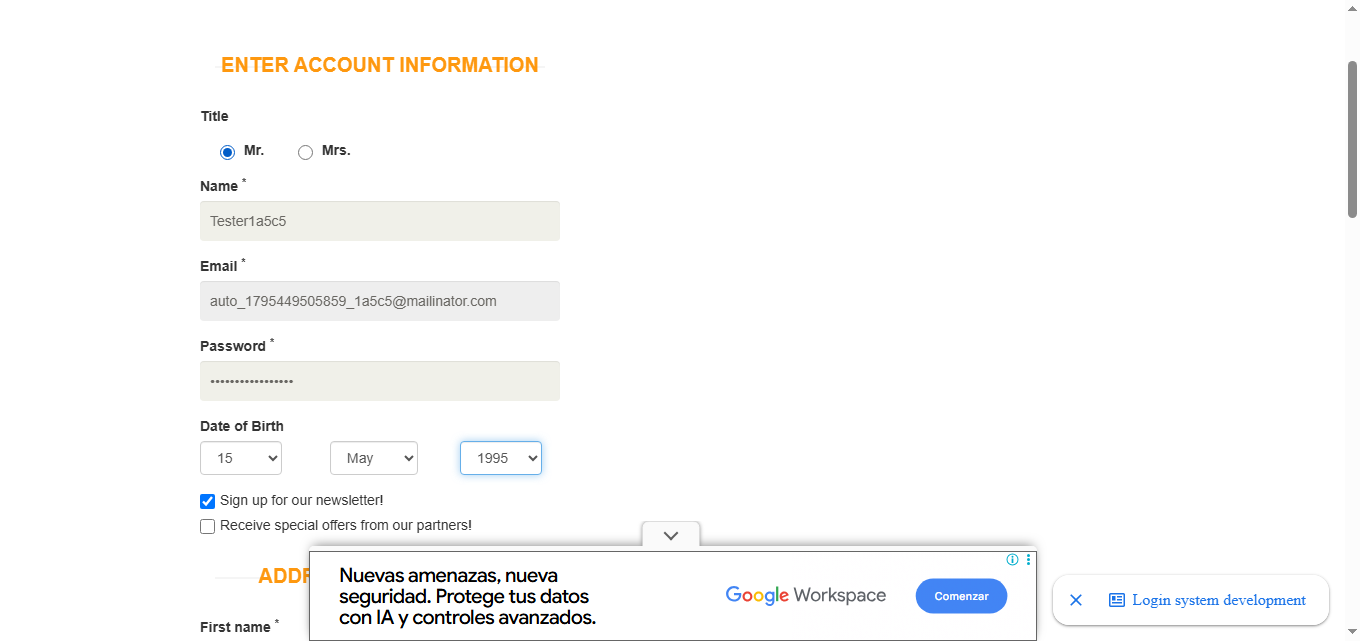 ENTER ACCOUNT INFORMATION
Title
Mr. Mrs.
Name *
Tester1a5c5
Email *
auto_1795449505859_1a5c5@mailinator.com
Password *
•••••••••••••••••
Date of Birth
15 May 1995
Sign up for our newsletter!
Receive special offers from our partners!
ADDR
First name *
Nuevas amenazas, nueva
seguridad. Protege tus datos
con IA y controles avanzados.
Google Workspace
Comenzar
Login system development